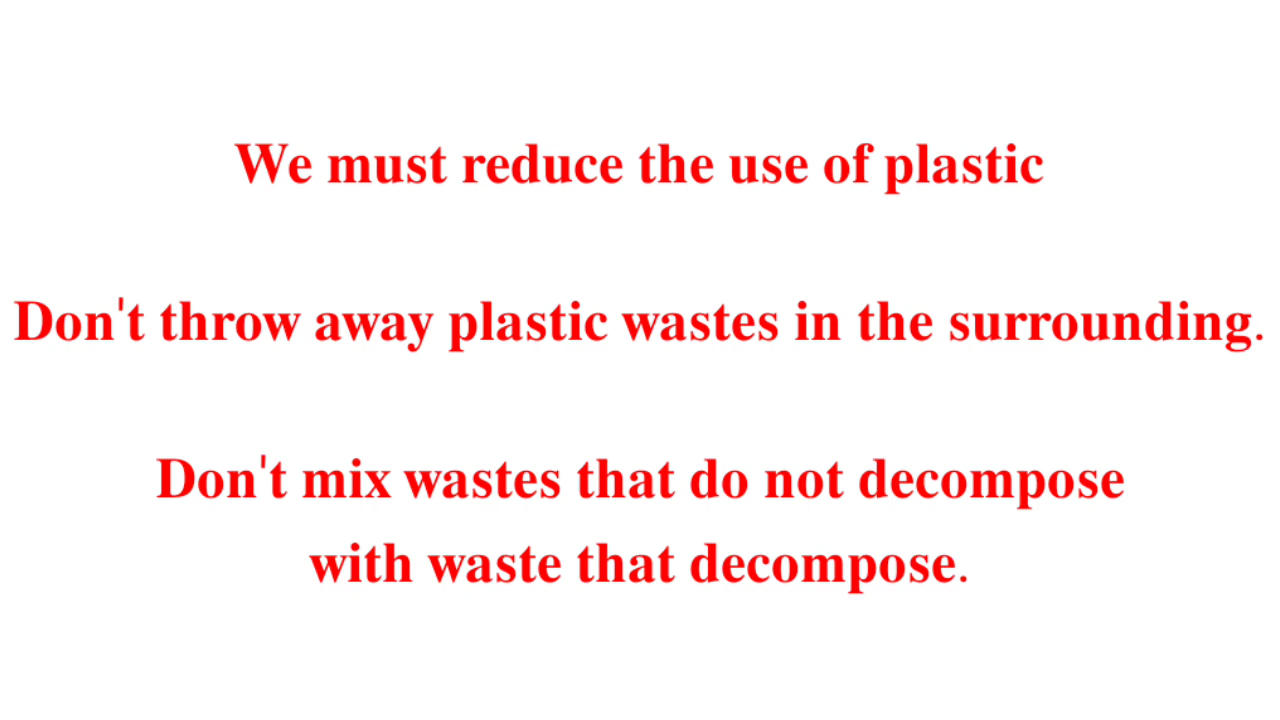 We must reduce the use of plastic
Don't throw away plastic wastes in the surrounding.
Don't mix wastes that do not decompose
with waste that decompose.